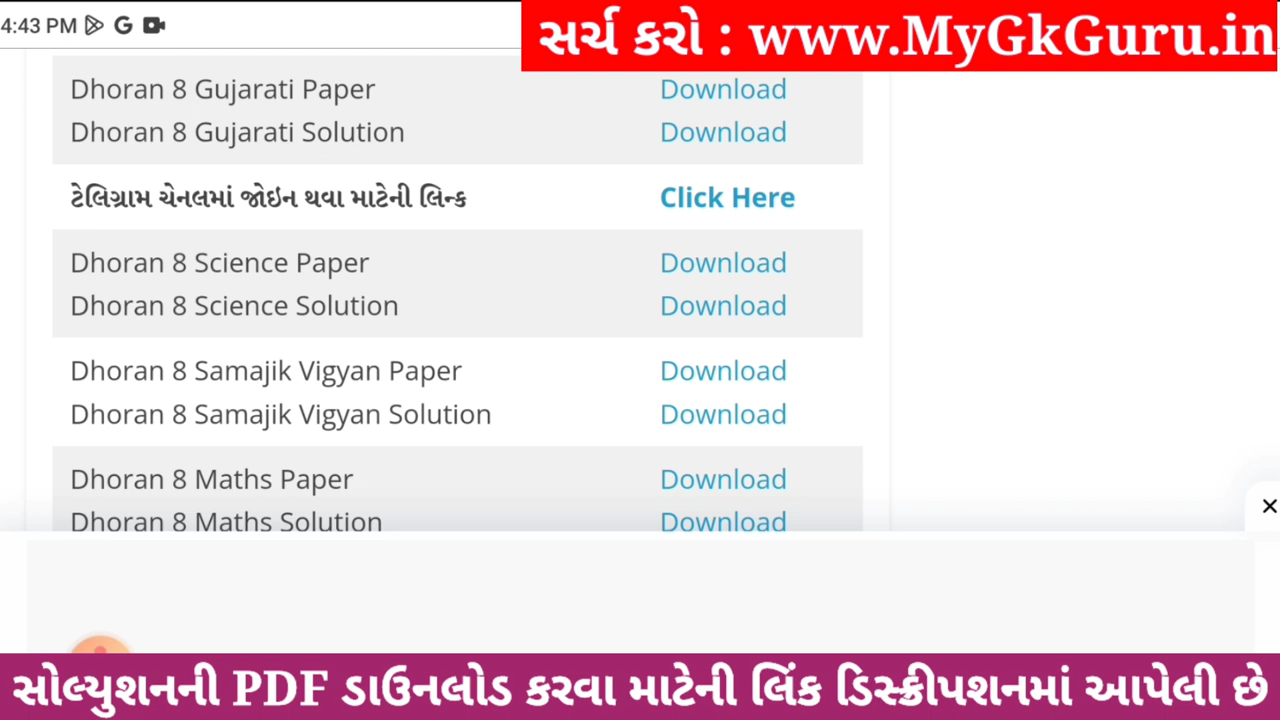 4:43 PM
સર્ચ કરો : www.MyGkGuru.in
Dhoran 8 Gujarati Paper Download
Dhoran 8 Gujarati Solution Download
ટેલિગ્રામ ચેનલમાં જોઇન થવા માટેની લિન્ક Click Here
Dhoran 8 Science Paper Download
Dhoran 8 Science Solution Download
Dhoran 8 Samajik Vigyan Paper Download
Dhoran 8 Samajik Vigyan Solution Download
Dhoran 8 Maths Paper Download
Dhoran 8 Maths Solution Download
સોલ્યુશનની PDF ડાઉનલોડ કરવા માટેની લિંક ડિસ્ક્રીપશનમાં આપેલી છે